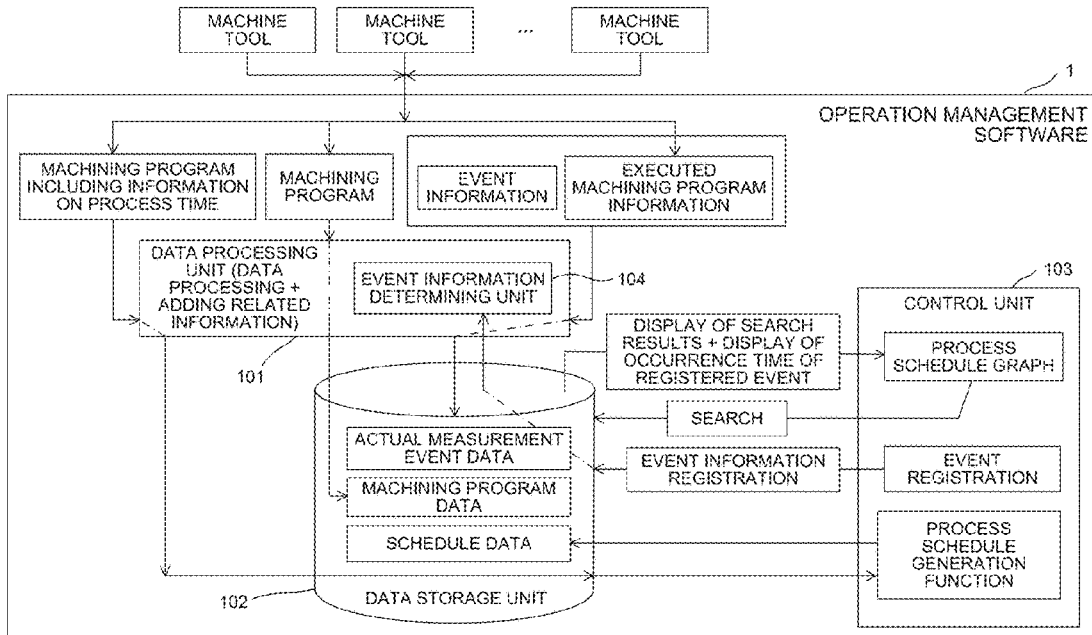 MACHINE
TOOL
MACHINE
TOOL
...
MACHINE
TOOL
1
OPERATION MANAGEMENT
SOFTWARE
MACHINING PROGRAM
INCLUDING INFORMATION
ON PROCESS TIME
MACHINING
PROGRAM
EVENT
INFORMATION
EXECUTED
MACHINING PROGRAM
INFORMATION
DATA PROCESSING
UNIT (DATA
PROCESSING +
ADDING RELATED
INFORMATION)
EVENT INFORMATION
DETERMINING UNIT
104
101
103
CONTROL UNIT
DISPLAY OF SEARCH
RESULTS + DISPLAY OF
OCCURRENCE TIME OF
REGISTERED EVENT
PROCESS
SCHEDULE GRAPH
SEARCH
ACTUAL MEASUREMENT
EVENT DATA
EVENT INFORMATION
REGISTRATION
EVENT
REGISTRATION
MACHINING PROGRAM
DATA
SCHEDULE DATA
PROCESS
SCHEDULE
GENERATION
FUNCTION
102
DATA STORAGE UNIT